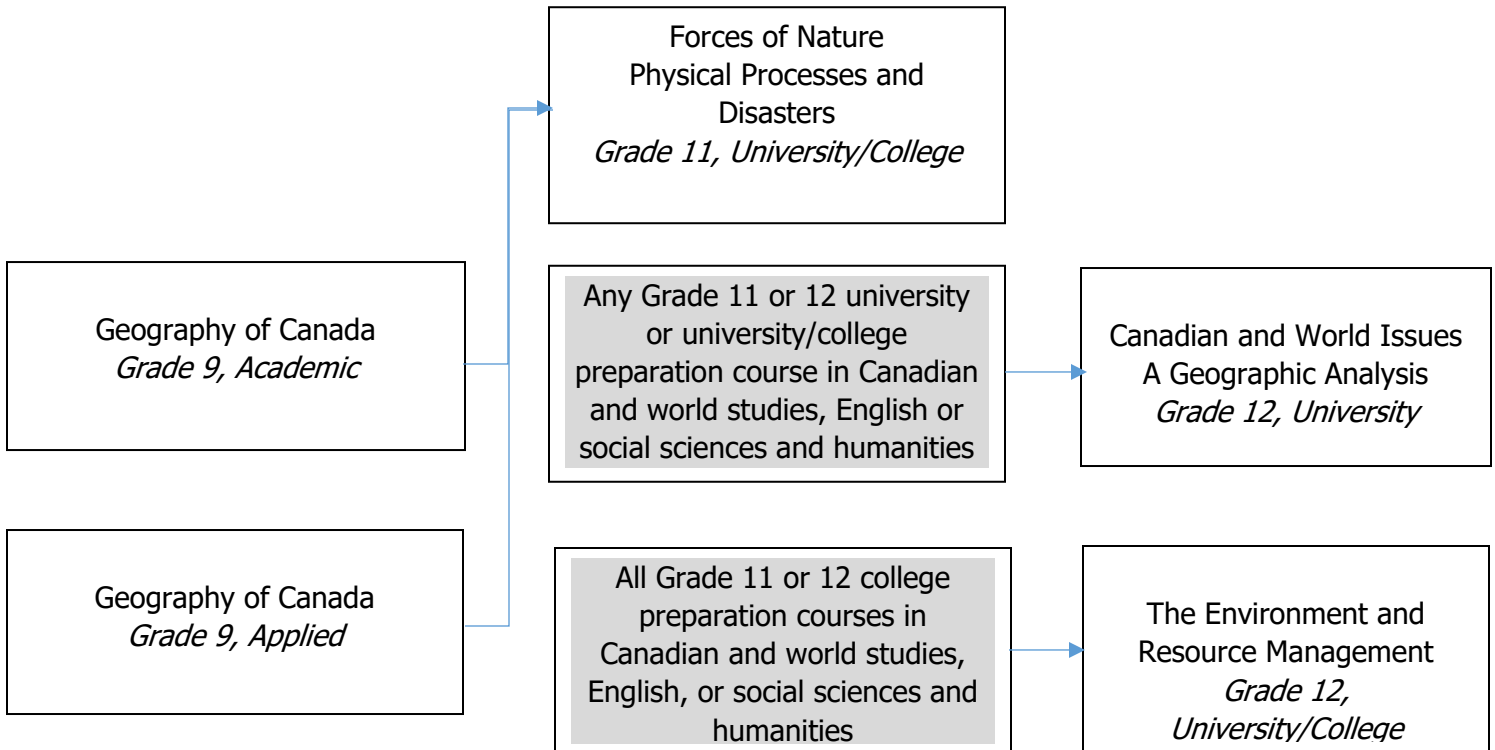 Forces of Nature
Physical Processes and
Disasters
Grade 11, University/College
Geography of Canada
Grade 9, Academic
Any Grade 11 or 12 university
or university/college
preparation course in Canadian
and world studies, English or
social sciences and humanities
Canadian and World Issues
A Geographic Analysis
Grade 12, University
Geography of Canada
Grade 9, Applied
All Grade 11 or 12 college
preparation courses in
Canadian and world studies,
English, or social sciences and
humanities
The Environment and
Resource Management
Grade 12,
University/College